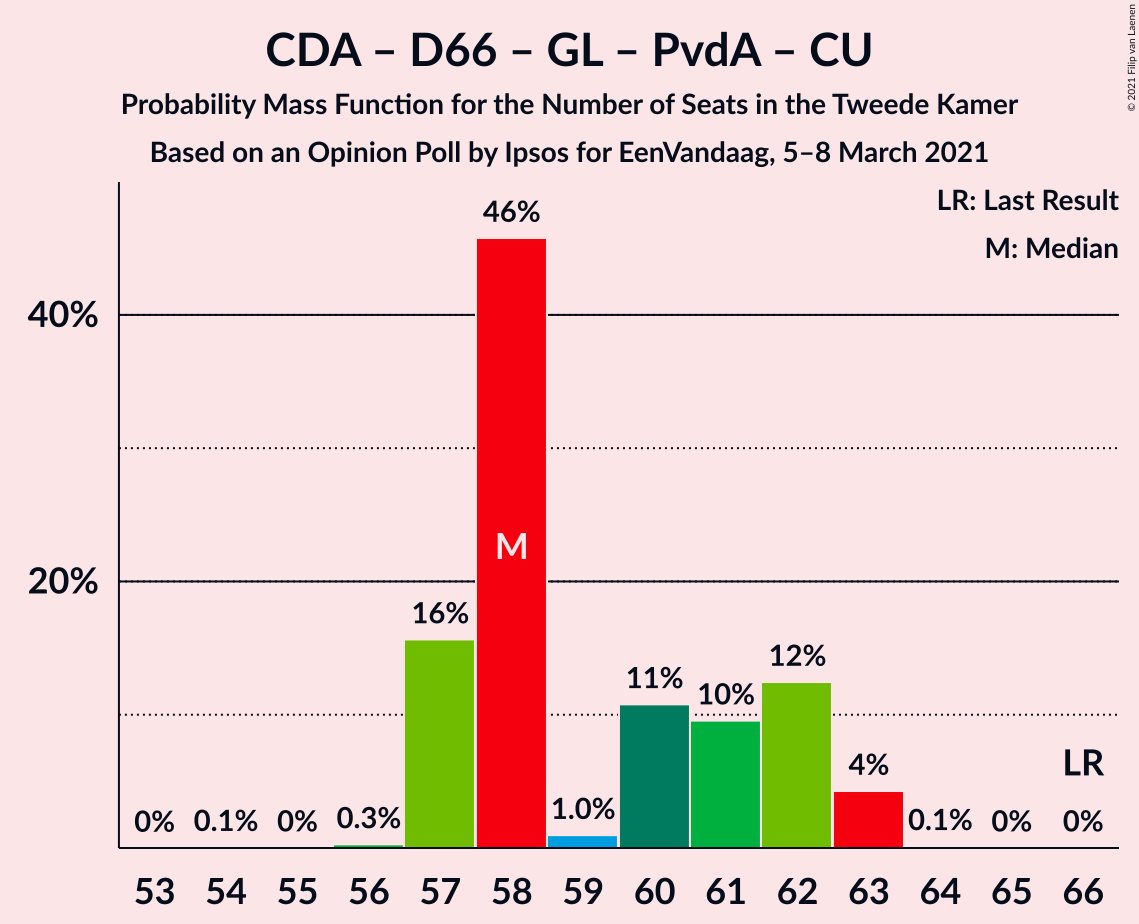 CDA – D66 – GL – PvdA – CU
Probability Mass Function for the Number of Seats in the Tweede Kamer
Based on an Opinion Poll by Ipsos for EenVandaag, 5–8 March 2021
© 2021 Filip van Laenen
LR: Last Result
M: Median
46%
40%
M
20%
16%
12%
11%
10%
4%
LR
0%
0.1%
0%
0.3%
1.0%
0.1%
0%
0%
53 54 55 56 57 58 59 60 61 62 63 64 65 66